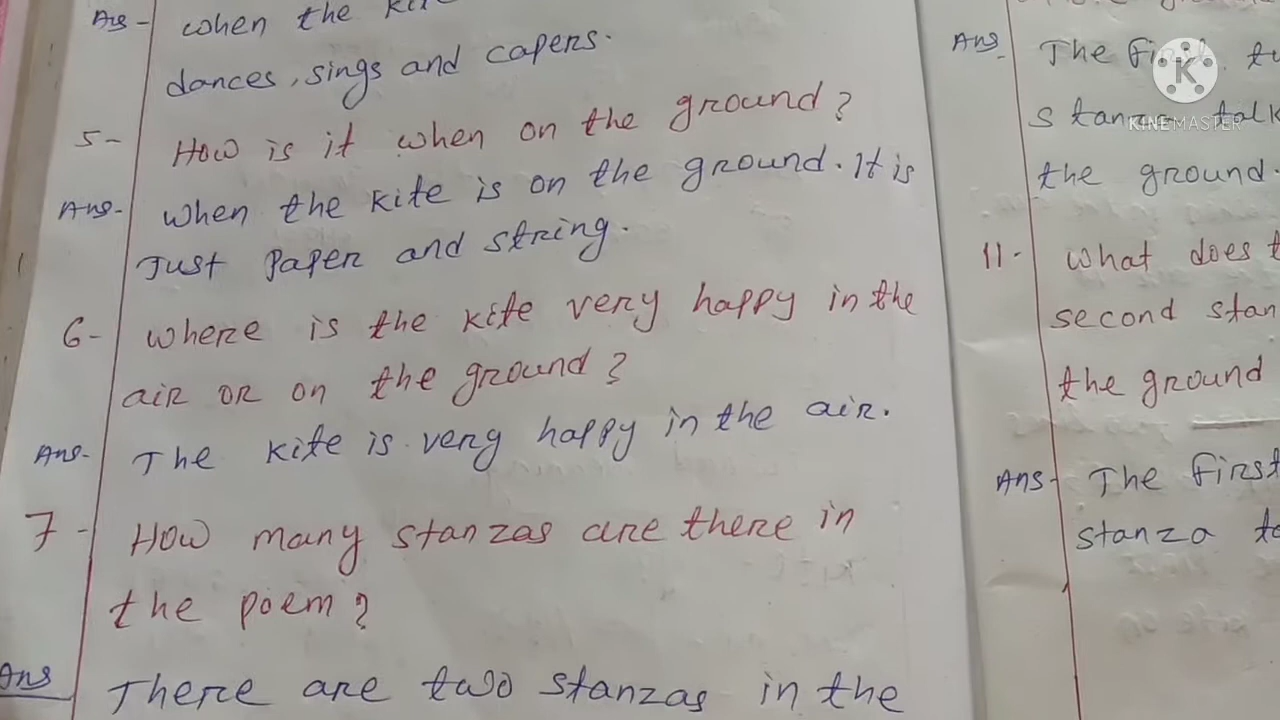 Ans - when the kite
dances, sings and capers.
5 - How is it when on the ground?
Ans - when the kite is on the ground. It is
Just paper and string.
6 - where is the kite very happy in the
air or on the ground?
Ans - The kite is very happy in the air.
7 - How many stanzas are there in
the poem?
Ans There are two stanzas in the
Ans - The first
stanza talk
the ground.
11 - what does
second stan
the ground
Ans - The first
stanza
K
KINEMASTER